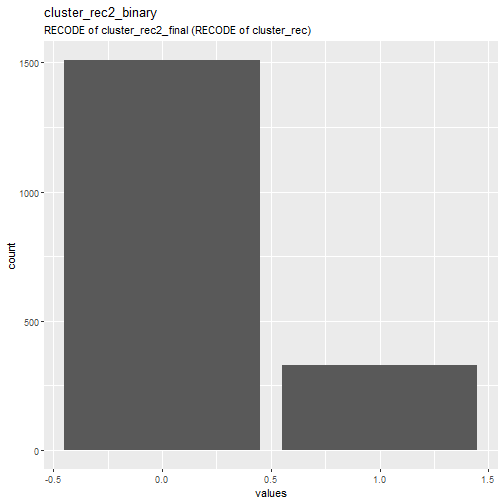 cluster_rec2_binary
RECODE of cluster_rec2_final (RECODE of cluster_rec)
1500
1000
500
0
count
-0.5 0.0 0.5 1.0 1.5
values